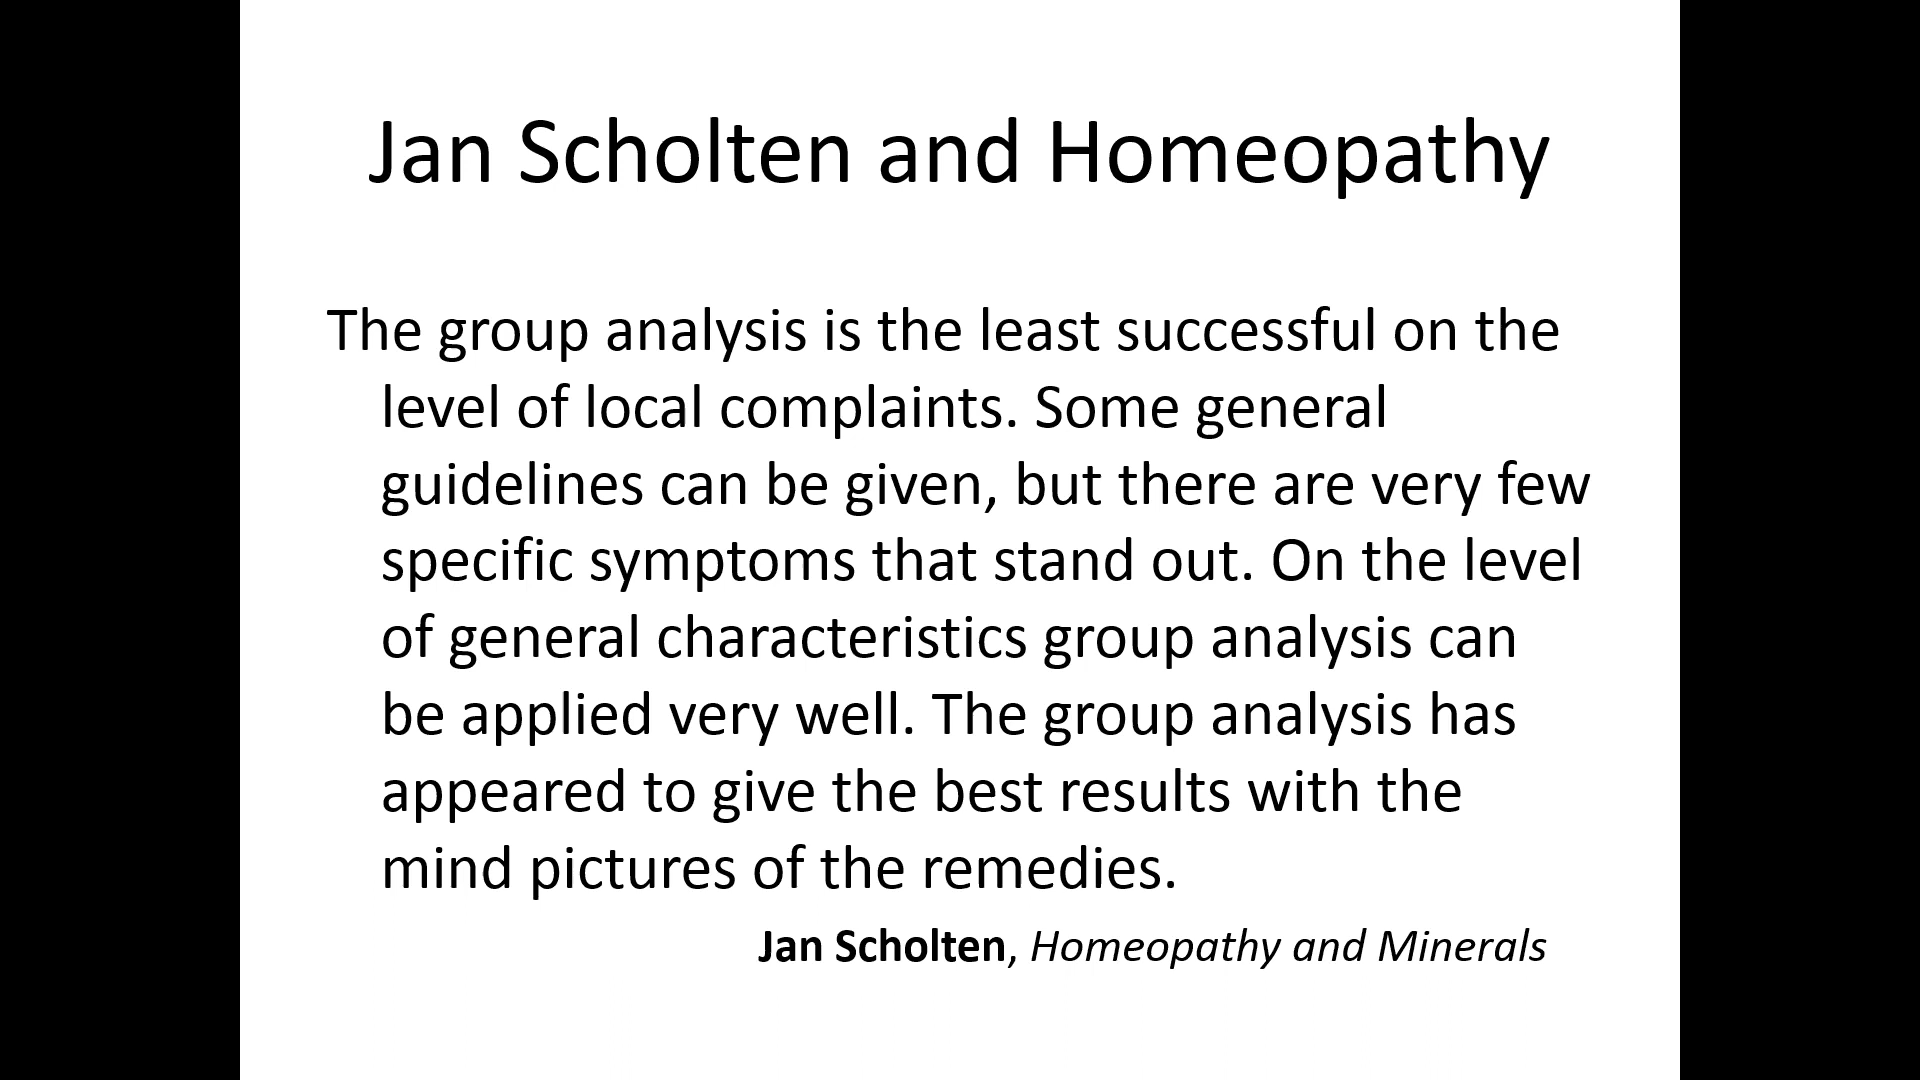 Jan Scholten and Homeopathy
The group analysis is the least successful on the
level of local complaints. Some general
guidelines can be given, but there are very few
specific symptoms that stand out. On the level
of general characteristics group analysis can
be applied very well. The group analysis has
appeared to give the best results with the
mind pictures of the remedies.
Jan Scholten, Homeopathy and Minerals